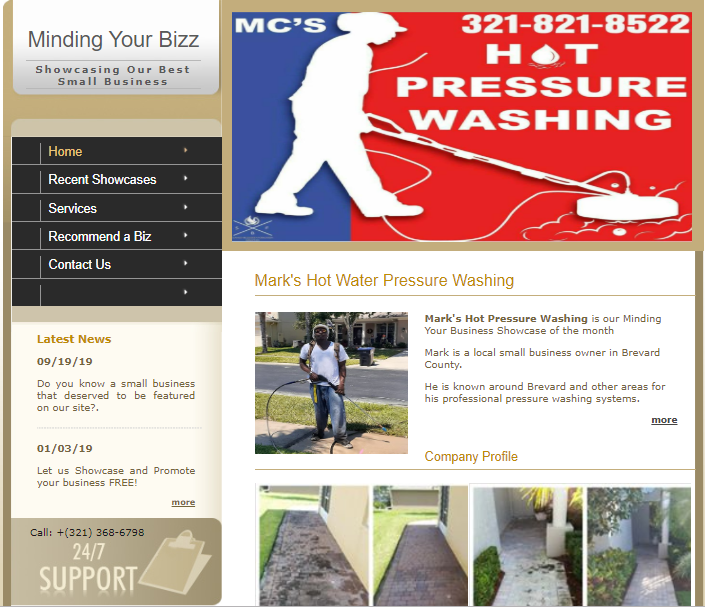 Minding Your Bizz
Showcasing Our Best
Small Business
Home
Recent Showcases
Services
Recommend a Biz
Contact Us
Latest News
09/19/19
Do you know a small business
that deserved to be featured
on our site?.
01/03/19
Let us Showcase and Promote
your business FREE!
more
Call: +(321) 368-6798
24/7
SUPPORT
MC'S 321-821-8522
HOT
PRESSURE
WASHING
Mark's Hot Water Pressure Washing
Mark's Hot Pressure Washing is our Minding
Your Business Showcase of the month
Mark is a local small business owner in Brevard
County.
He is known around Brevard and other areas for
his professional pressure washing systems.
more
Company Profile